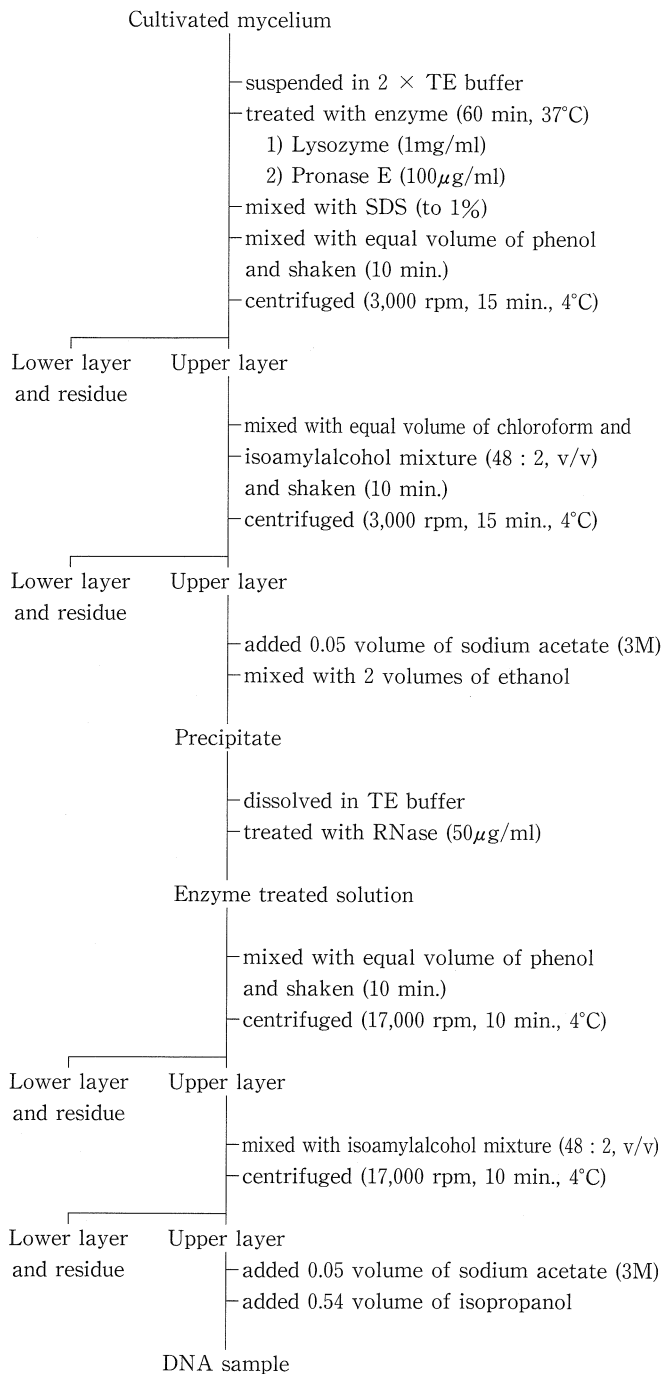 Cultivated mycelium
suspended in 2 × TE buffer
treated with enzyme (60 min, 37°C)
1) Lysozyme (1mg/ml)
2) Pronase E (100μg/ml)
mixed with SDS (to 1%)
mixed with equal volume of phenol
and shaken (10 min.)
centrifuged (3,000 rpm, 15 min., 4°C)
Lower layer
and residue
Upper layer
mixed with equal volume of chloroform and
isoamylalcohol mixture (48 : 2, v/v)
and shaken (10 min.)
centrifuged (3,000 rpm, 15 min., 4°C)
Lower layer
and residue
Upper layer
added 0.05 volume of sodium acetate (3M)
mixed with 2 volumes of ethanol
Precipitate
dissolved in TE buffer
treated with RNase (50μg/ml)
Enzyme treated solution
mixed with equal volume of phenol
and shaken (10 min.)
centrifuged (17,000 rpm, 10 min., 4°C)
Lower layer
and residue
Upper layer
mixed with isoamylalcohol mixture (48 : 2, v/v)
centrifuged (17,000 rpm, 10 min., 4°C)
Lower layer
and residue
Upper layer
added 0.05 volume of sodium acetate (3M)
added 0.54 volume of isopropanol
DNA sample